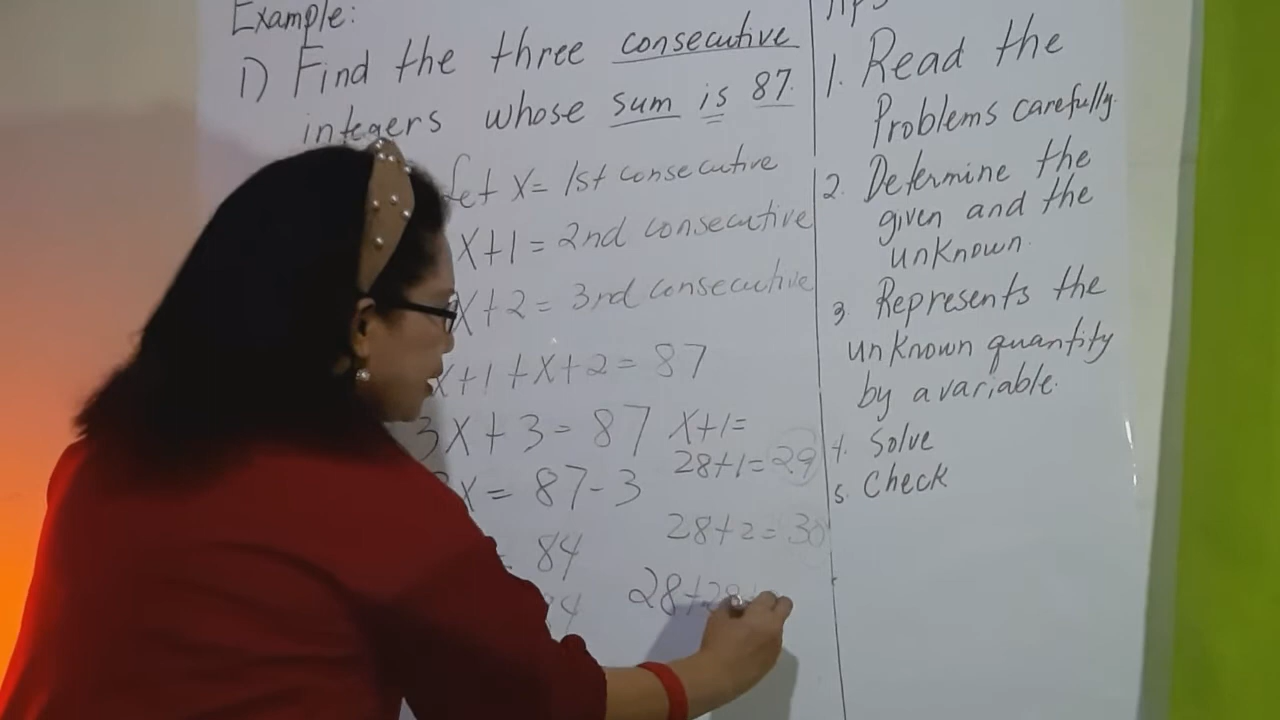 Example:
1) Find the three consecutive
integers whose sum is 87.
Let X = 1st consecutive
X+1 = 2nd consecutive
X+2 = 3rd consecutive
X+1+X+2 = 87
3X+3 = 87
X = 87-3
= 84
84
X+1=
28+1=29
28+2=30
28+29
1. Read the
Problems carefully.
2. Determine the
given and the
unknown.
3. Represents the
unknown quantity
by a variable.
4. Solve
5. Check